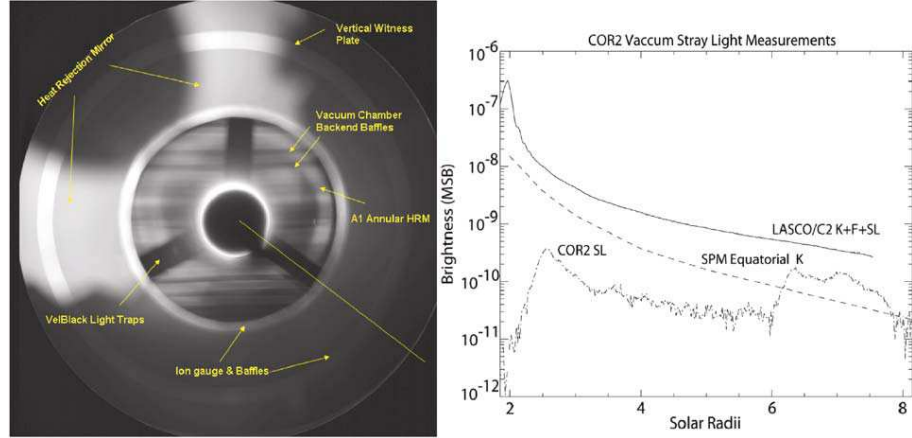 Vertical Witness
Plate
Heat Rejection Mirror
Vacuum Chamber
Backend Baffles
A1 Annular HRM
VelBlack Light Traps
Ion gauge & Baffles
COR2 Vaccum Stray Light Measurements
10-6
10-7
10-8
10-9
10-10
10-11
10-12
Brightness (MSB)
LASCO/C2 K+F+SL
SPM Equatorial K
COR2 SL
2 4 6 8
Solar Radii